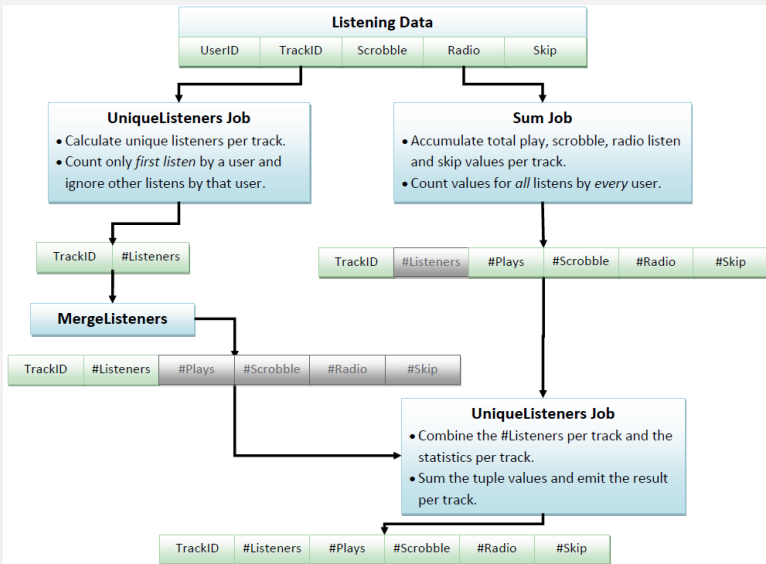 Listening Data
UserID TrackID Scrobble Radio Skip
UniqueListeners Job
• Calculate unique listeners per track.
• Count only first listen by a user and
ignore other listens by that user.
Sum Job
• Accumulate total play, scrobble, radio listen
and skip values per track.
• Count values for all listens by every user.
TrackID #Listeners
TrackID #Listeners #Plays #Scrobble #Radio #Skip
MergeListeners
TrackID #Listeners #Plays #Scrobble #Radio #Skip
UniqueListeners Job
• Combine the #Listeners per track and the
statistics per track.
• Sum the tuple values and emit the result
per track.
TrackID #Listeners #Plays #Scrobble #Radio #Skip